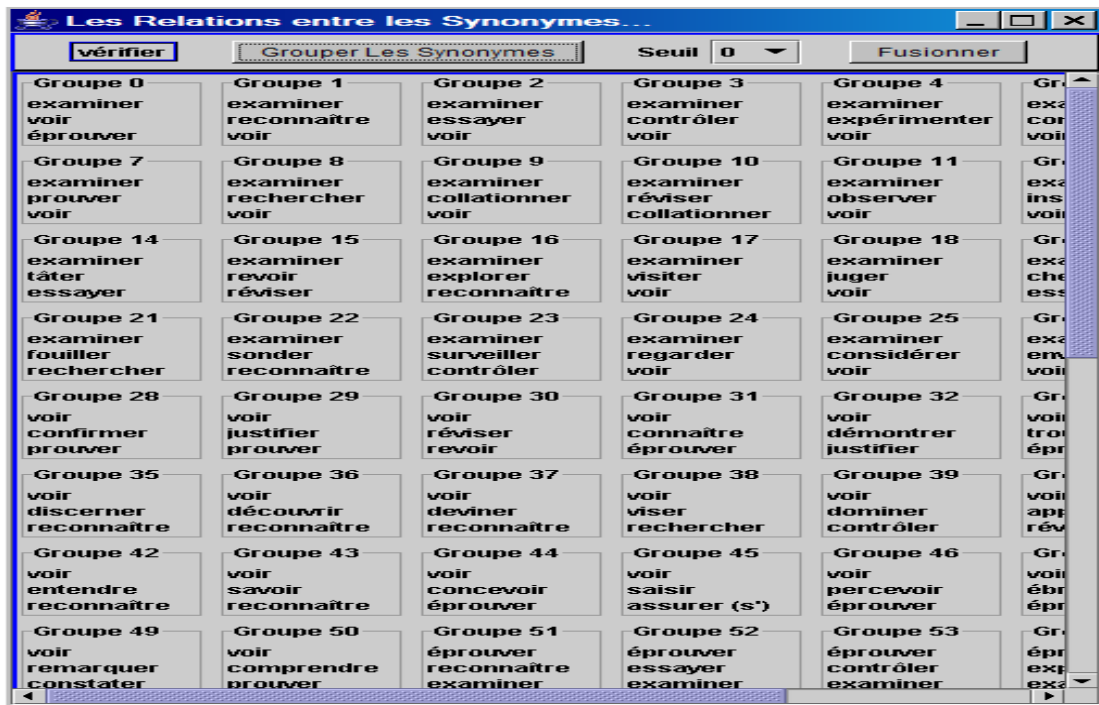 Les Relations entre les Synonymes...
vérifier Grouper Les Synonymes Seuil 0 Fusionner
Groupe 0 Groupe 1 Groupe 2 Groupe 3 Groupe 4
examiner examiner examiner examiner examiner
voir reconnaître essayer contrôler expérimenter
éprouver voir voir voir voir
Groupe 7 Groupe 8 Groupe 9 Groupe 10 Groupe 11
examiner examiner examiner examiner examiner
prouver rechercher collationner réviser observer
voir voir voir collationner voir
Groupe 14 Groupe 15 Groupe 16 Groupe 17 Groupe 18
examiner examiner examiner examiner examiner
tâter revoir explorer visiter juger
essayer réviser reconnaître voir voir
Groupe 21 Groupe 22 Groupe 23 Groupe 24 Groupe 25
examiner examiner examiner examiner examiner
fouiller sonder surveiller regarder considérer
rechercher reconnaître contrôler voir voir
Groupe 28 Groupe 29 Groupe 30 Groupe 31 Groupe 32
voir voir voir voir voir
confirmer justifier réviser connaître démontrer
prouver prouver revoir éprouver justifier
Groupe 35 Groupe 36 Groupe 37 Groupe 38 Groupe 39
voir voir voir voir voir
discerner découvrir deviner viser dominer
reconnaître reconnaître reconnaître rechercher contrôler
Groupe 42 Groupe 43 Groupe 44 Groupe 45 Groupe 46
voir voir voir voir voir
entendre savoir concevoir saisir percevoir
reconnaître reconnaître éprouver assurer (s') éprouver
Groupe 49 Groupe 50 Groupe 51 Groupe 52 Groupe 53
voir voir éprouver éprouver éprouver
remarquer comprendre reconnaître essayer contrôler
constater prouver examiner examiner examiner